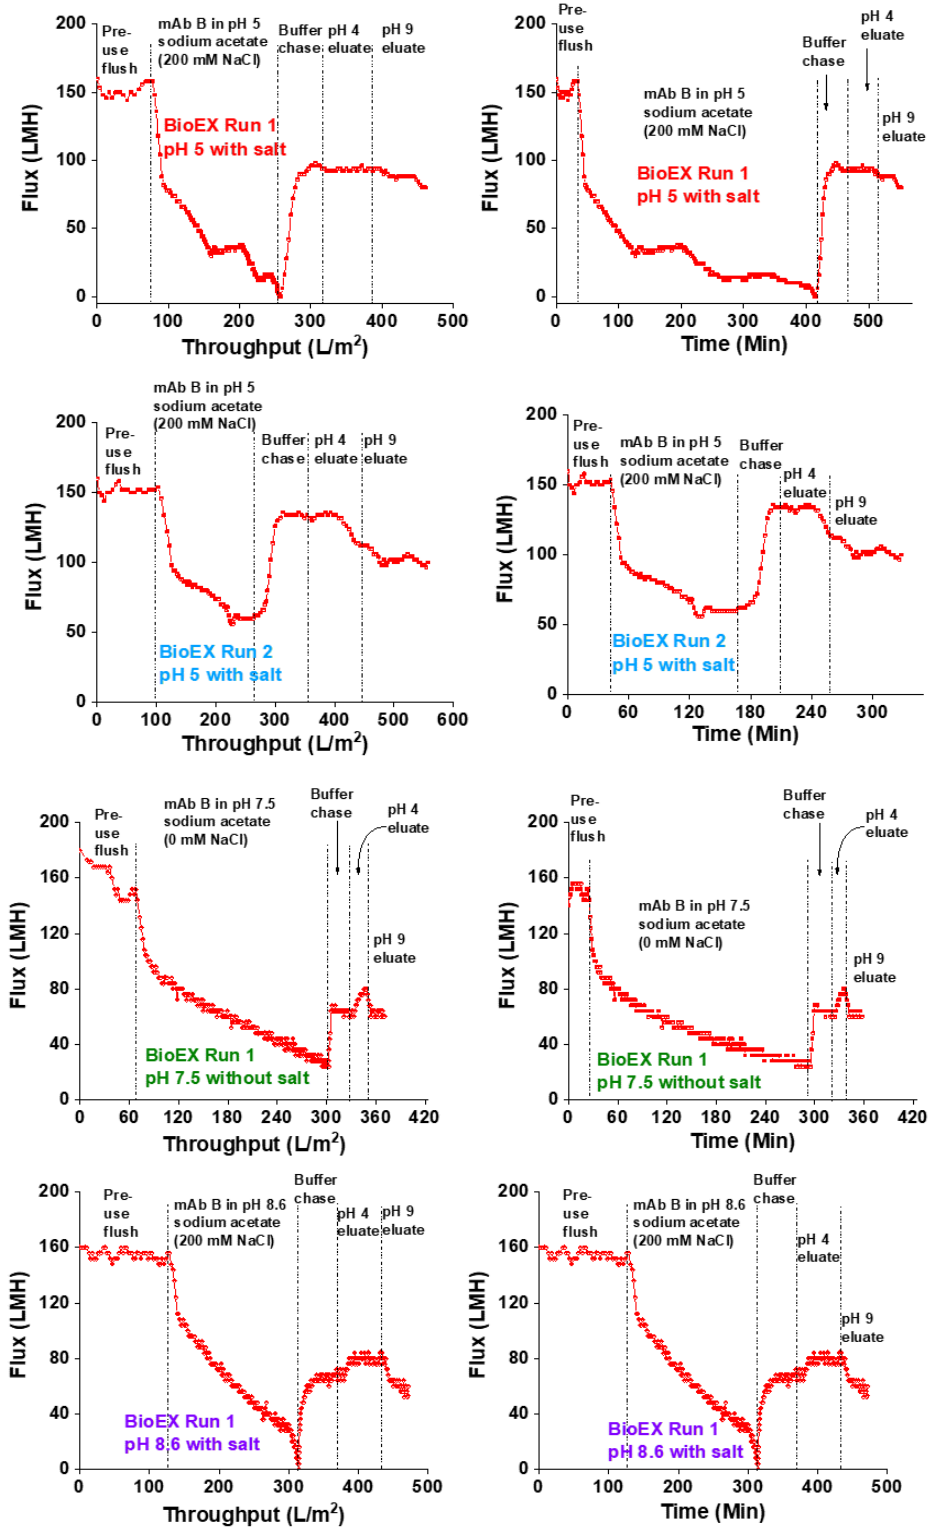 200
150
100
50
0
Flux (LMH)
Pre-
use
flush
mAb B in pH 5
sodium acetate
(200 mM NaCl)
Buffer
chase
pH 4
eluate
pH 9
eluate
BioEX Run 1
pH 5 with salt
0 100 200 300 400 500
Throughput (L/m²)
200
150
100
50
0
Flux (LMH)
Pre-
use
flush
mAb B in pH 5
sodium acetate
(200 mM NaCl)
Buffer
chase
pH 4
eluate
pH 9
eluate
BioEX Run 1
pH 5 with salt
0 100 200 300 400 500
Time (Min)
200
150
100
50
0
Flux (LMH)
Pre-
use
flush
mAb B in pH 5
sodium acetate
(200 mM NaCl)
Buffer
chase
pH 4
eluate
pH 9
eluate
BioEX Run 2
pH 5 with salt
0 100 200 300 400 500 600
Throughput (L/m²)
200
150
100
50
0
Flux (LMH)
Pre-
use
flush
mAb B in pH 5
sodium acetate
(200 mM NaCl)
Buffer
chase
pH 4
eluate
pH 9
eluate
BioEX Run 2
pH 5 with salt
0 60 120 180 240 300
Time (Min)
200
160
120
80
40
0
Flux (LMH)
Pre-
use
flush
mAb B in pH 7.5
sodium acetate
(0 mM NaCl)
Buffer
chase
pH 4
eluate
pH 9
eluate
BioEX Run 1
pH 7.5 without salt
0 60 120 180 240 300 360 420
Throughput (L/m²)
200
160
120
80
40
0
Flux (LMH)
Pre-
use
flush
mAb B in pH 7.5
sodium acetate
(0 mM NaCl)
Buffer
chase
pH 4
eluate
pH 9
eluate
BioEX Run 1
pH 7.5 without salt
0 60 120 180 240 300 360 420
Time (Min)
200
160
120
80
40
0
Flux (LMH)
Pre-
use
flush
mAb B in pH 8.6
sodium acetate
(200 mM NaCl)
Buffer
chase
pH 4
eluate
pH 9
eluate
BioEX Run 1
pH 8.6 with salt
0 100 200 300 400 500
Throughput (L/m²)
200
160
120
80
40
0
Flux (LMH)
Pre-
use
flush
mAb B in pH 8.6
sodium acetate
(200 mM NaCl)
Buffer
chase
pH 4
eluate
pH 9
eluate
BioEX Run 1
pH 8.6 with salt
0 100 200 300 400 500
Time (Min)